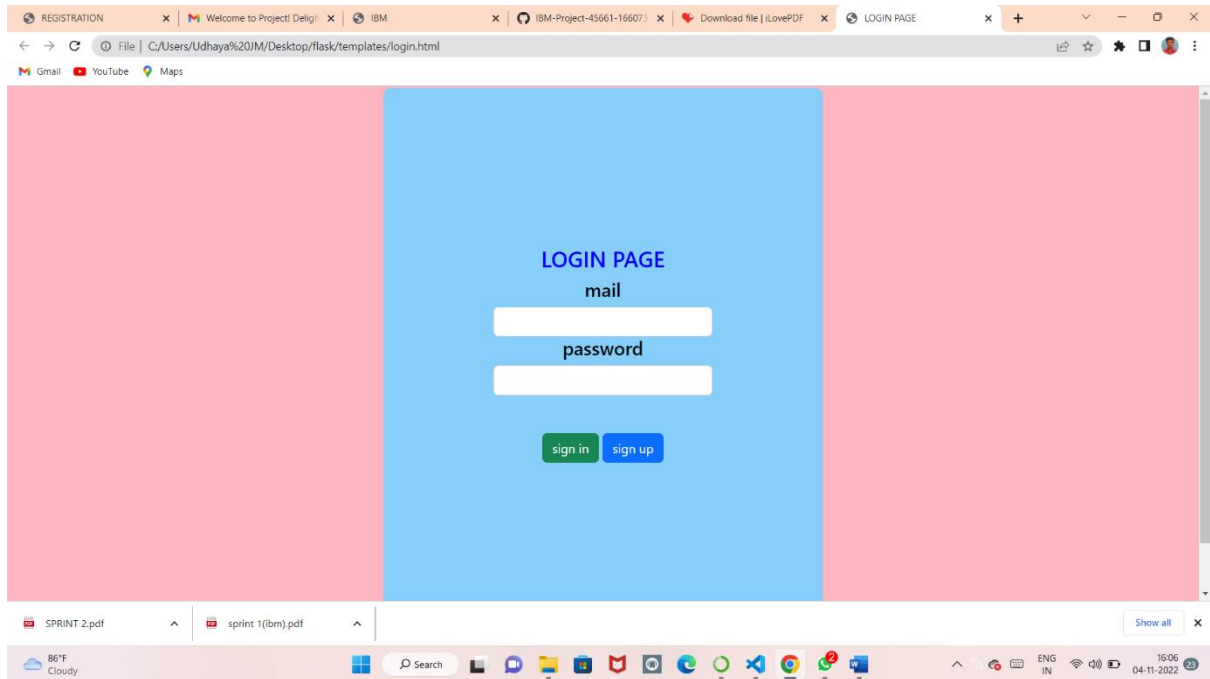 REGISTRATION
Welcome to Project! Deligh
IBM
IBM-Project-45661-166073
Download file | iLovePDF
LOGIN PAGE
File | C:/Users/Udhaya%20JM/Desktop/flask/templates/login.html
Gmail YouTube Maps
LOGIN PAGE
mail
password
sign in sign up
SPRINT 2.pdf
sprint 1(ibm).pdf
Show all
86°F
Cloudy
Search
2
ENG
IN
16:06
04-11-2022
23